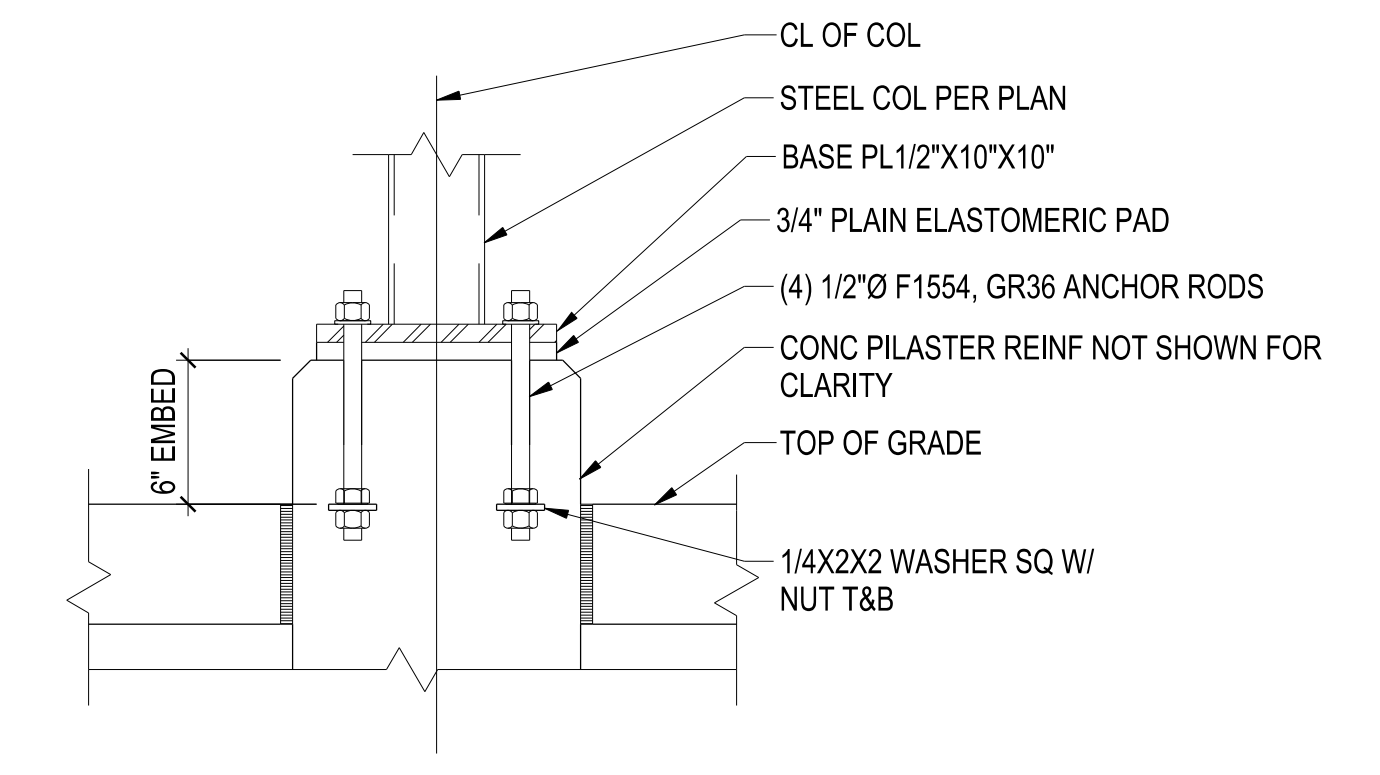 CL OF COL
STEEL COL PER PLAN
BASE PL1/2"X10"X10"
3/4" PLAIN ELASTOMERIC PAD
(4) 1/2"Ø F1554, GR36 ANCHOR RODS
CONC PILASTER REINF NOT SHOWN FOR
CLARITY
6" EMBED
TOP OF GRADE
1/4X2X2 WASHER SQ W/
NUT T&B